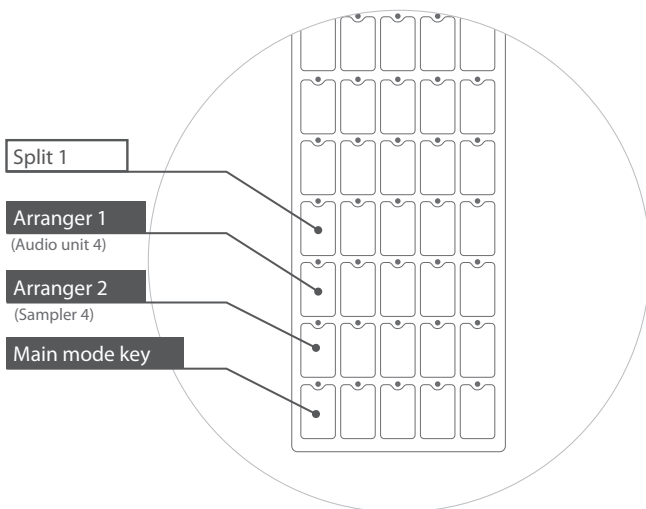 Split 1
Arranger 1
(Audio unit 4)
Arranger 2
(Sampler 4)
Main mode key